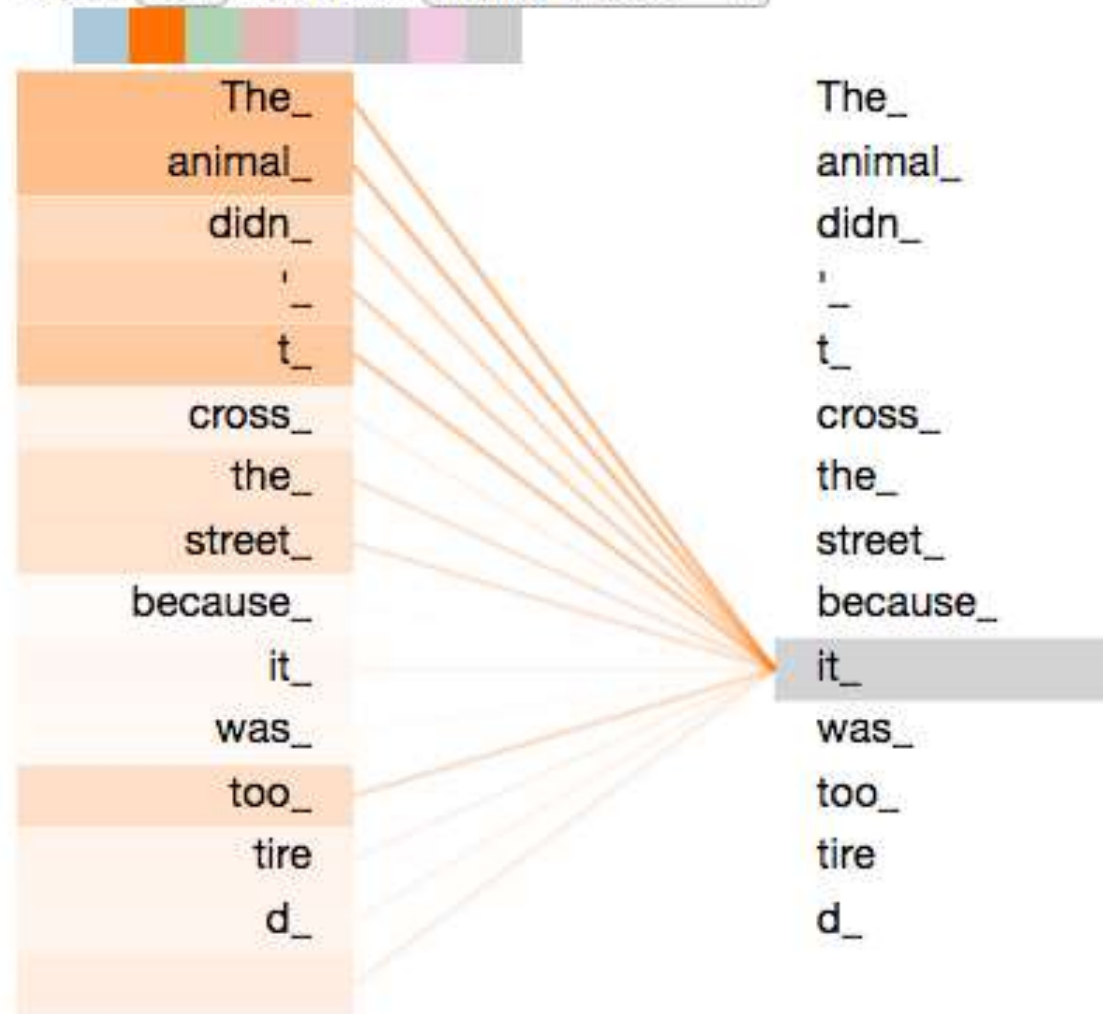 The_ The_
animal_ animal_
didn_ didn_
'_ '_
t_ t_
cross_ cross_
the_ the_
street_ street_
because_ because_
it_ it_
was_ was_
too_ too_
tire tire
d_ d_